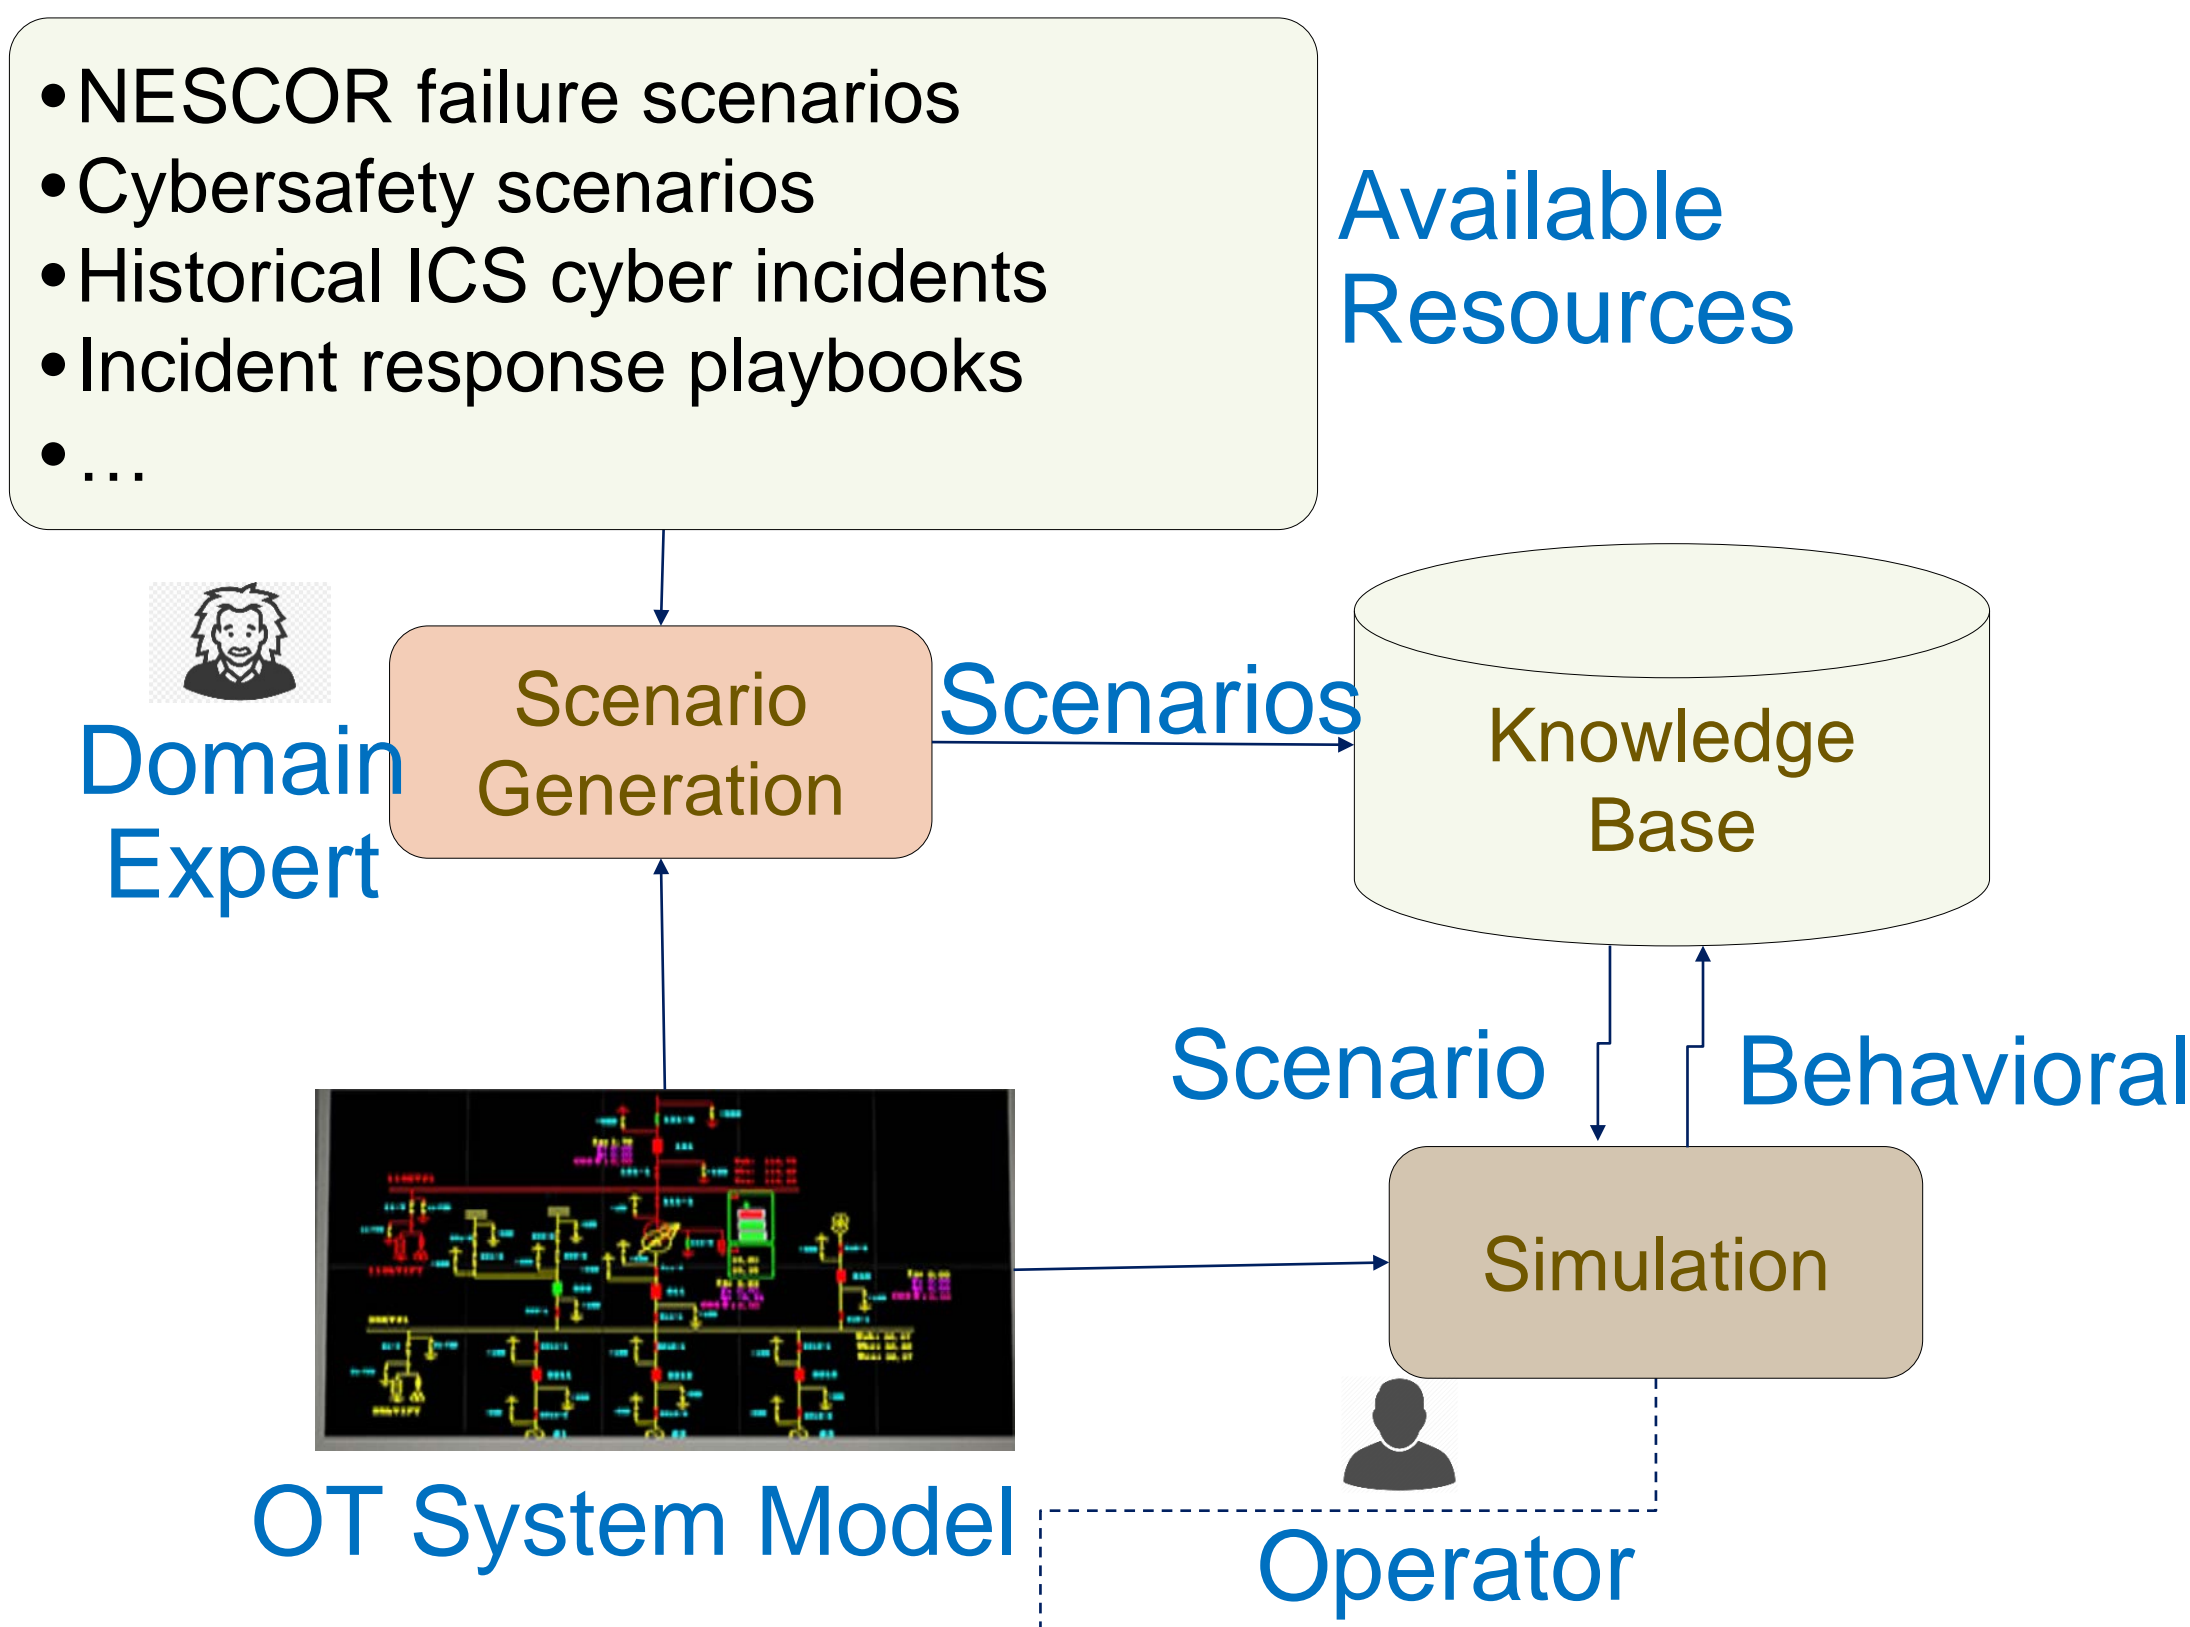 •NESCOR failure scenarios
•Cybersafety scenarios
•Historical ICS cyber incidents
•Incident response playbooks
•…
Available
Resources
Domain
Expert
Scenario
Generation
Scenarios
Knowledge
Base
Scenario
Behavioral
Simulation
OT System Model
Operator